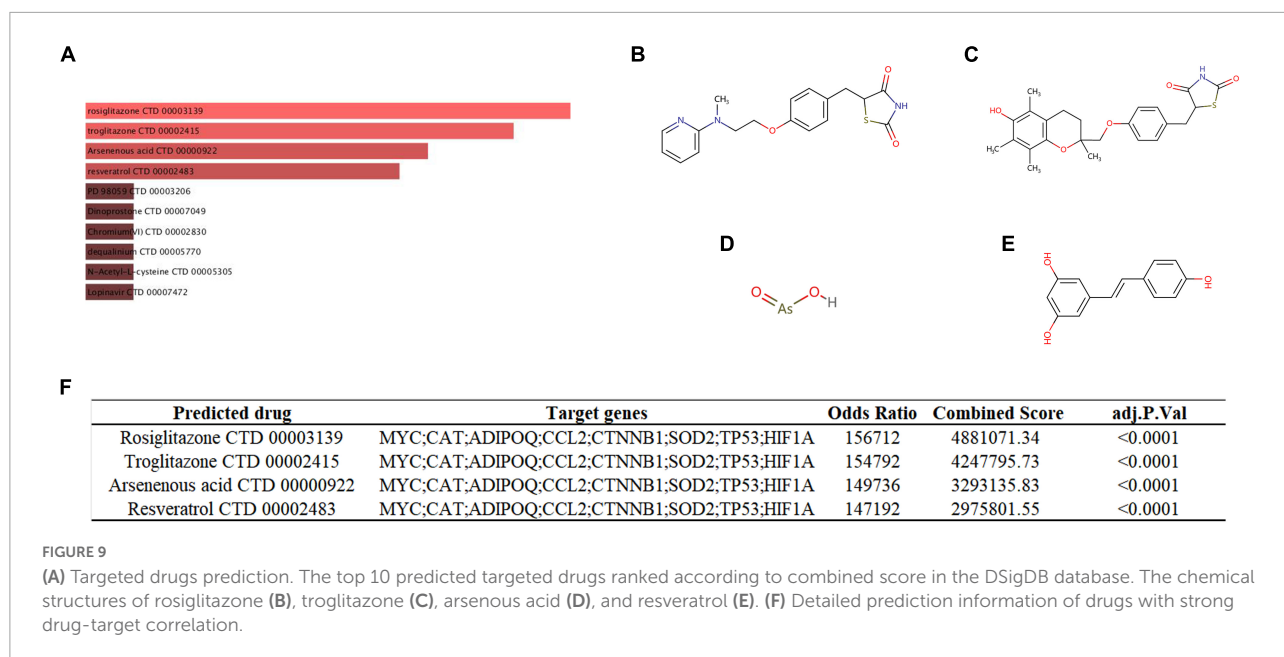 A
rosiglitazone CTD 00003139
troglitazone CTD 00002415
Arsenenous acid CTD 00000922
resveratrol CTD 00002483
PD 98059 CTD 00003206
Dinoprostone CTD 00007049
Chromium(VI) CTD 00002830
dequalinium CTD 00005770
N-Acetyl-L-cysteine CTD 00005305
Lopinavir CTD 00007472
B
CH3
N
N
O
O
NH
S
O
C
HO
CH3
H3C
CH3
O
CH3
O
O
H
N
O
S
D
O
As
O
H
E
OH
OH
OH
F
Predicted drug Target genes Odds Ratio Combined Score adj.P.Val
Rosiglitazone CTD 00003139 MYC;CAT;ADIPOQ;CCL2;CTNNB1;SOD2;TP53;HIF1A 156712 4881071.34 <0.0001
Troglitazone CTD 00002415 MYC;CAT;ADIPOQ;CCL2;CTNNB1;SOD2;TP53;HIF1A 154792 4247795.73 <0.0001
Arsenenous acid CTD 00000922 MYC;CAT;ADIPOQ;CCL2;CTNNB1;SOD2;TP53;HIF1A 149736 3293135.83 <0.0001
Resveratrol CTD 00002483 MYC;CAT;ADIPOQ;CCL2;CTNNB1;SOD2;TP53;HIF1A 147192 2975801.55 <0.0001
FIGURE 9
(A) Targeted drugs prediction. The top 10 predicted targeted drugs ranked according to combined score in the DSigDB database. The chemical
structures of rosiglitazone (B), troglitazone (C), arsenous acid (D), and resveratrol (E). (F) Detailed prediction information of drugs with strong
drug-target correlation.